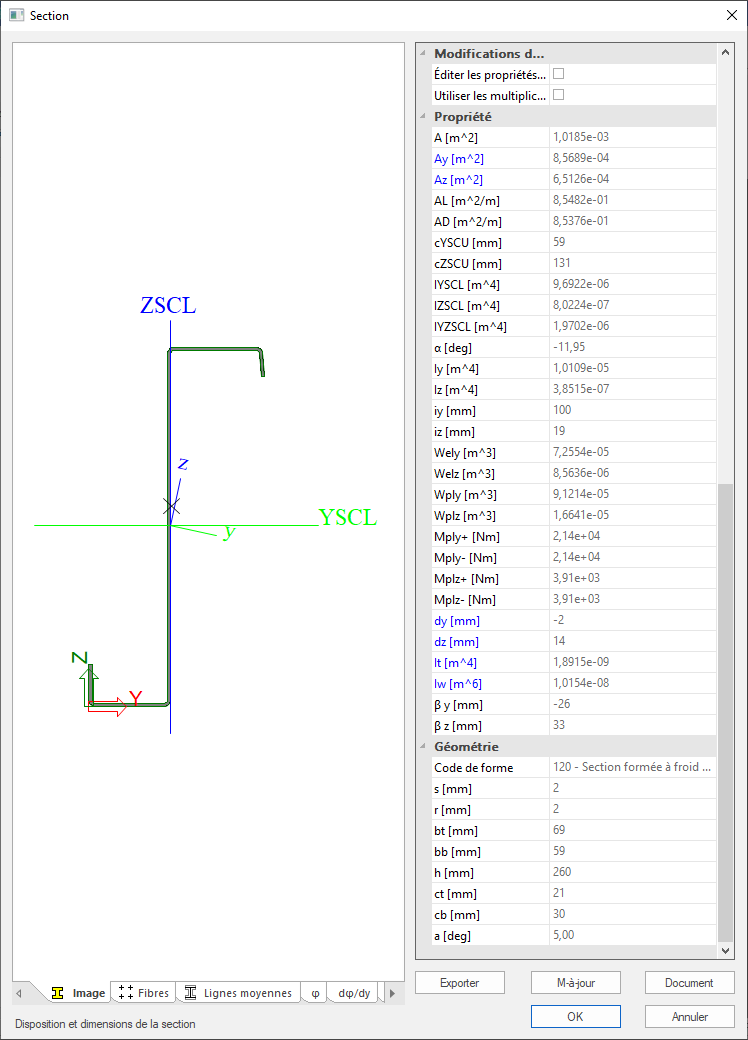 Section
ZSCL
z
YSCL
y
Z
Y
Modifications d...
Éditer les propriétés...
Utiliser les multiplic...
Propriété
A [m^2] 1,0185e-03
Ay [m^2] 8,5689e-04
Az [m^2] 6,5126e-04
AL [m^2/m] 8,5482e-01
AD [m^2/m] 8,5376e-01
cYSCU [mm] 59
cZSCU [mm] 131
IYSCL [m^4] 9,6922e-06
IZSCL [m^4] 8,0224e-07
IYZSCL [m^4] 1,9702e-06
α [deg] -11,95
Iy [m^4] 1,0109e-05
Iz [m^4] 3,8515e-07
iy [mm] 100
iz [mm] 19
Wely [m^3] 7,2554e-05
Welz [m^3] 8,5636e-06
Wply [m^3] 9,1214e-05
Wplz [m^3] 1,6641e-05
Mply+ [Nm] 2,14e+04
Mply- [Nm] 2,14e+04
Mplz+ [Nm] 3,91e+03
Mplz- [Nm] 3,91e+03
dy [mm] -2
dz [mm] 14
It [m^4] 1,8915e-09
Iw [m^6] 1,0154e-08
β y [mm] -26
β z [mm] 33
Géométrie
Code de forme 120 - Section formée à froid ...
s [mm] 2
r [mm] 2
bt [mm] 69
bb [mm] 59
h [mm] 260
ct [mm] 21
cb [mm] 30
a [deg] 5,00
Image Fibres Lignes moyennes φ dφ/dy
Exporter M-à-jour Document
Disposition et dimensions de la section
OK Annuler